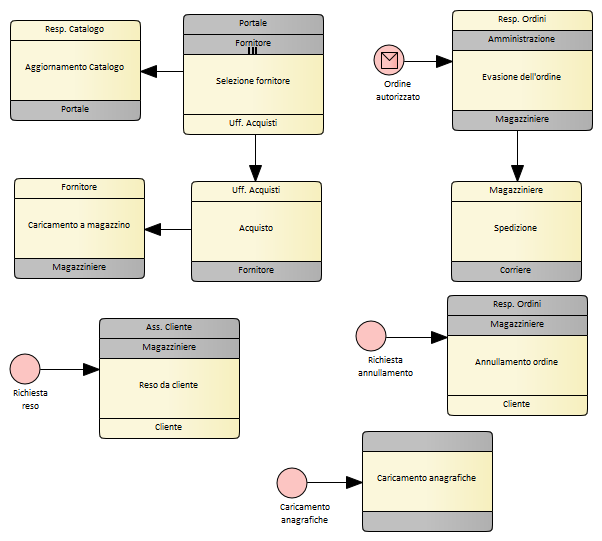 Resp. Catalogo
Aggiornamento Catalogo
Portale
Portale
Fornitore
Selezione fornitore
Uff. Acquisti
Ordine
autorizzato
Resp. Ordini
Amministrazione
Evasione dell'ordine
Magazziniere
Fornitore
Caricamento a magazzino
Magazziniere
Uff. Acquisti
Acquisto
Fornitore
Magazziniere
Spedizione
Corriere
Richiesta
reso
Ass. Cliente
Magazziniere
Reso da cliente
Cliente
Richiesta
annullamento
Resp. Ordini
Magazziniere
Annullamento ordine
Cliente
Caricamento
anagrafiche
Caricamento anagrafiche